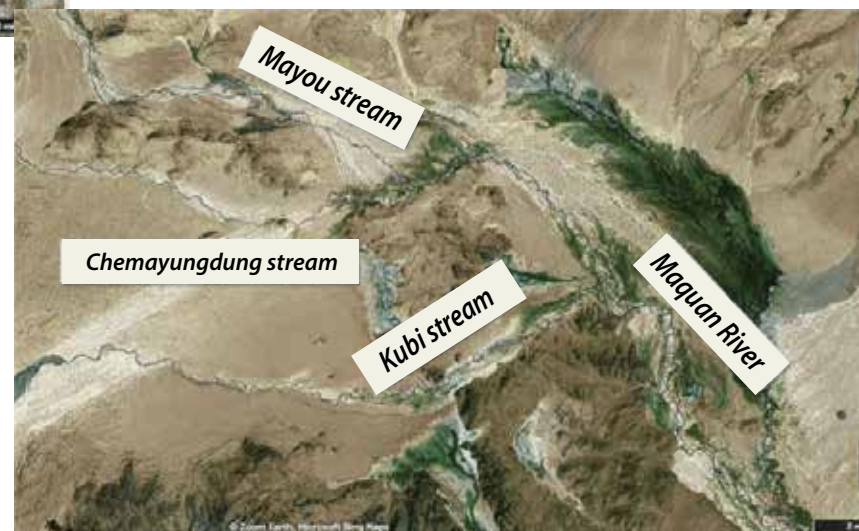 Mayou stream
Chemayungdung stream
Kubi stream
Maquan River
© Zoom Earth, Microsoft Bing Maps